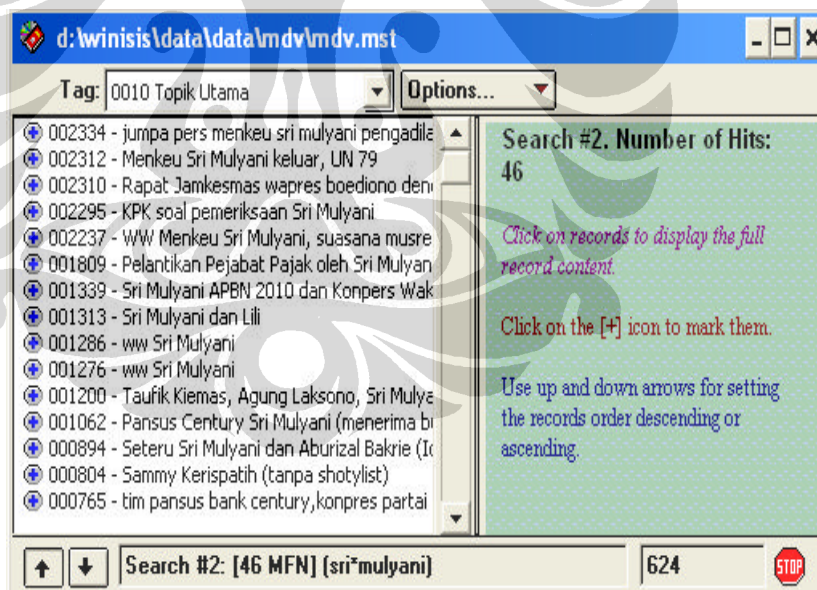 d:\winisis\data\data\mdv\mdv.mst
Tag: 0010 Topik Utama Options...
002334 - jumpa pers menkeu sri mulyani
002312 - Menkeu Sri Mulyani keluar, UN 79
002310 - Rapat Jamkesmas wapres boediono
002295 - KPK soal pemeriksaan Sri Mulyani
002237 - WW Menkeu Sri Mulyani, suasana
001809 - Pelantikan Pejabat Pajak oleh Sri
001339 - Sri Mulyani APBN 2010 dan Konpers
001313 - Sri Mulyani dan Lili
001286 - ww Sri Mulyani
001276 - ww Sri Mulyani
001200 - Taufik Kiemas, Agung Laksono, Sri
001062 - Pansus Century Sri Mulyani (menerima
000894 - Seteru Sri Mulyani dan Aburizal Bakrie
000804 - Sammy Kerispatih (tanpa shotylist)
000765 - tim pansus bank century,konpres partai
Search #2. Number of Hits:
46
Click on records to display the full
record content.
Click on the [+] icon to mark them.
Use up and down arrows for setting
the records order descending or
ascending.
Search #2: [46 MFN] (sri*mulyani)
624
STOP